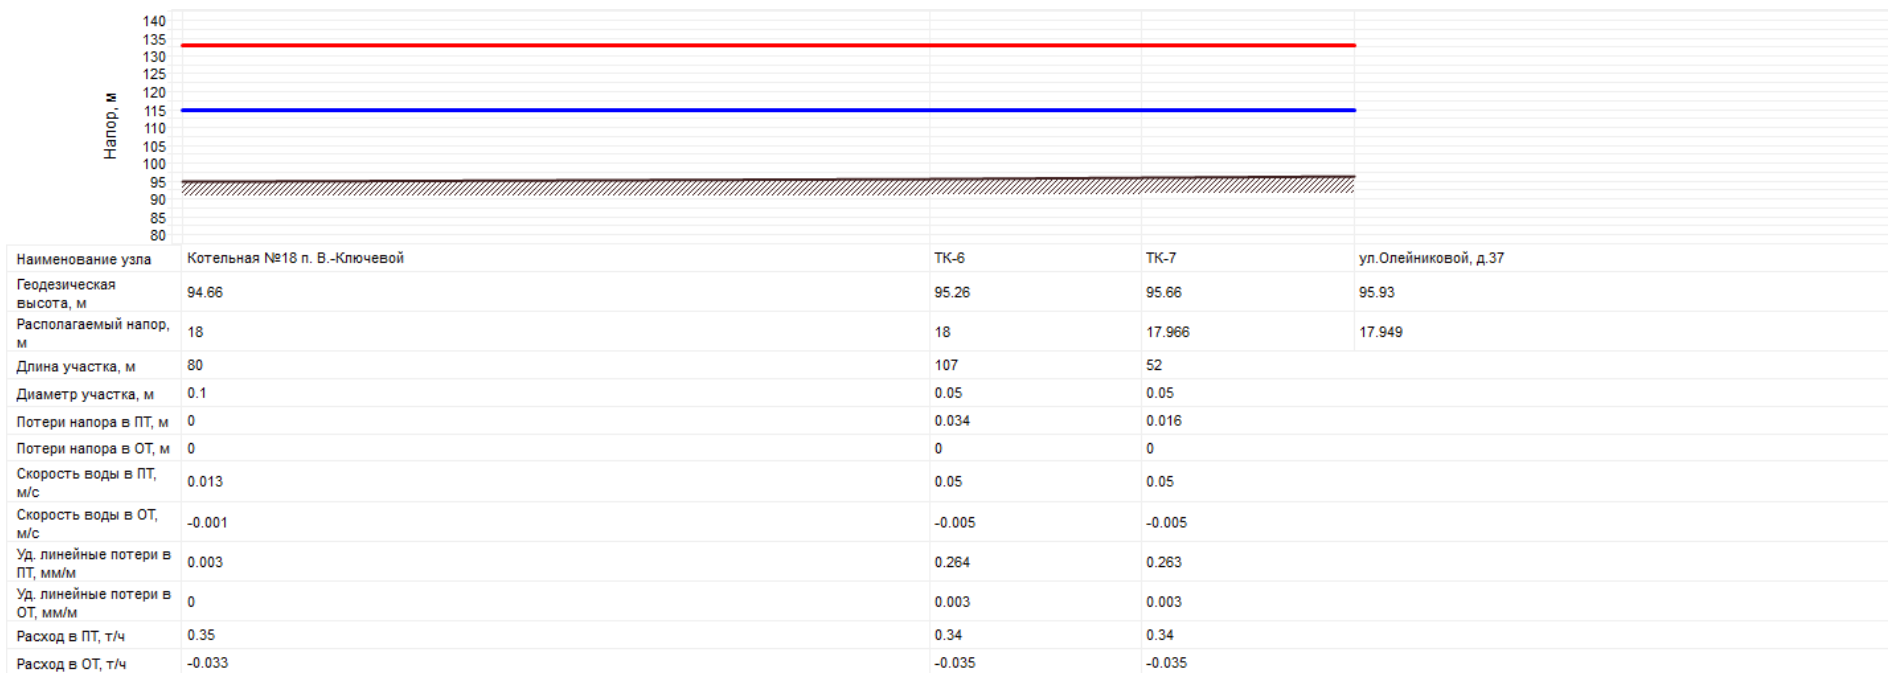 140
135
130
125
120
115
110
105
100
95
90
85
80
Напор, м
Наименование узла Котельная №18 п. В.-Ключевой ТК-6 ТК-7 ул.Олейниковой, д.37
Геодезическая
высота, м 94.66 95.26 95.66 95.93
Располагаемый напор,
м 18 18 17.966 17.949
Длина участка, м 80 107 52
Диаметр участка, м 0.1 0.05 0.05
Потери напора в ПТ, м 0 0.034 0.016
Потери напора в ОТ, м 0 0 0
Скорость воды в ПТ,
м/с 0.013 0.05 0.05
Скорость воды в ОТ,
м/с -0.001 -0.005 -0.005
Уд. линейные потери в
ПТ, мм/м 0.003 0.264 0.263
Уд. линейные потери в
ОТ, мм/м 0 0.003 0.003
Расход в ПТ, т/ч 0.35 0.34 0.34
Расход в ОТ, т/ч -0.033 -0.035 -0.035